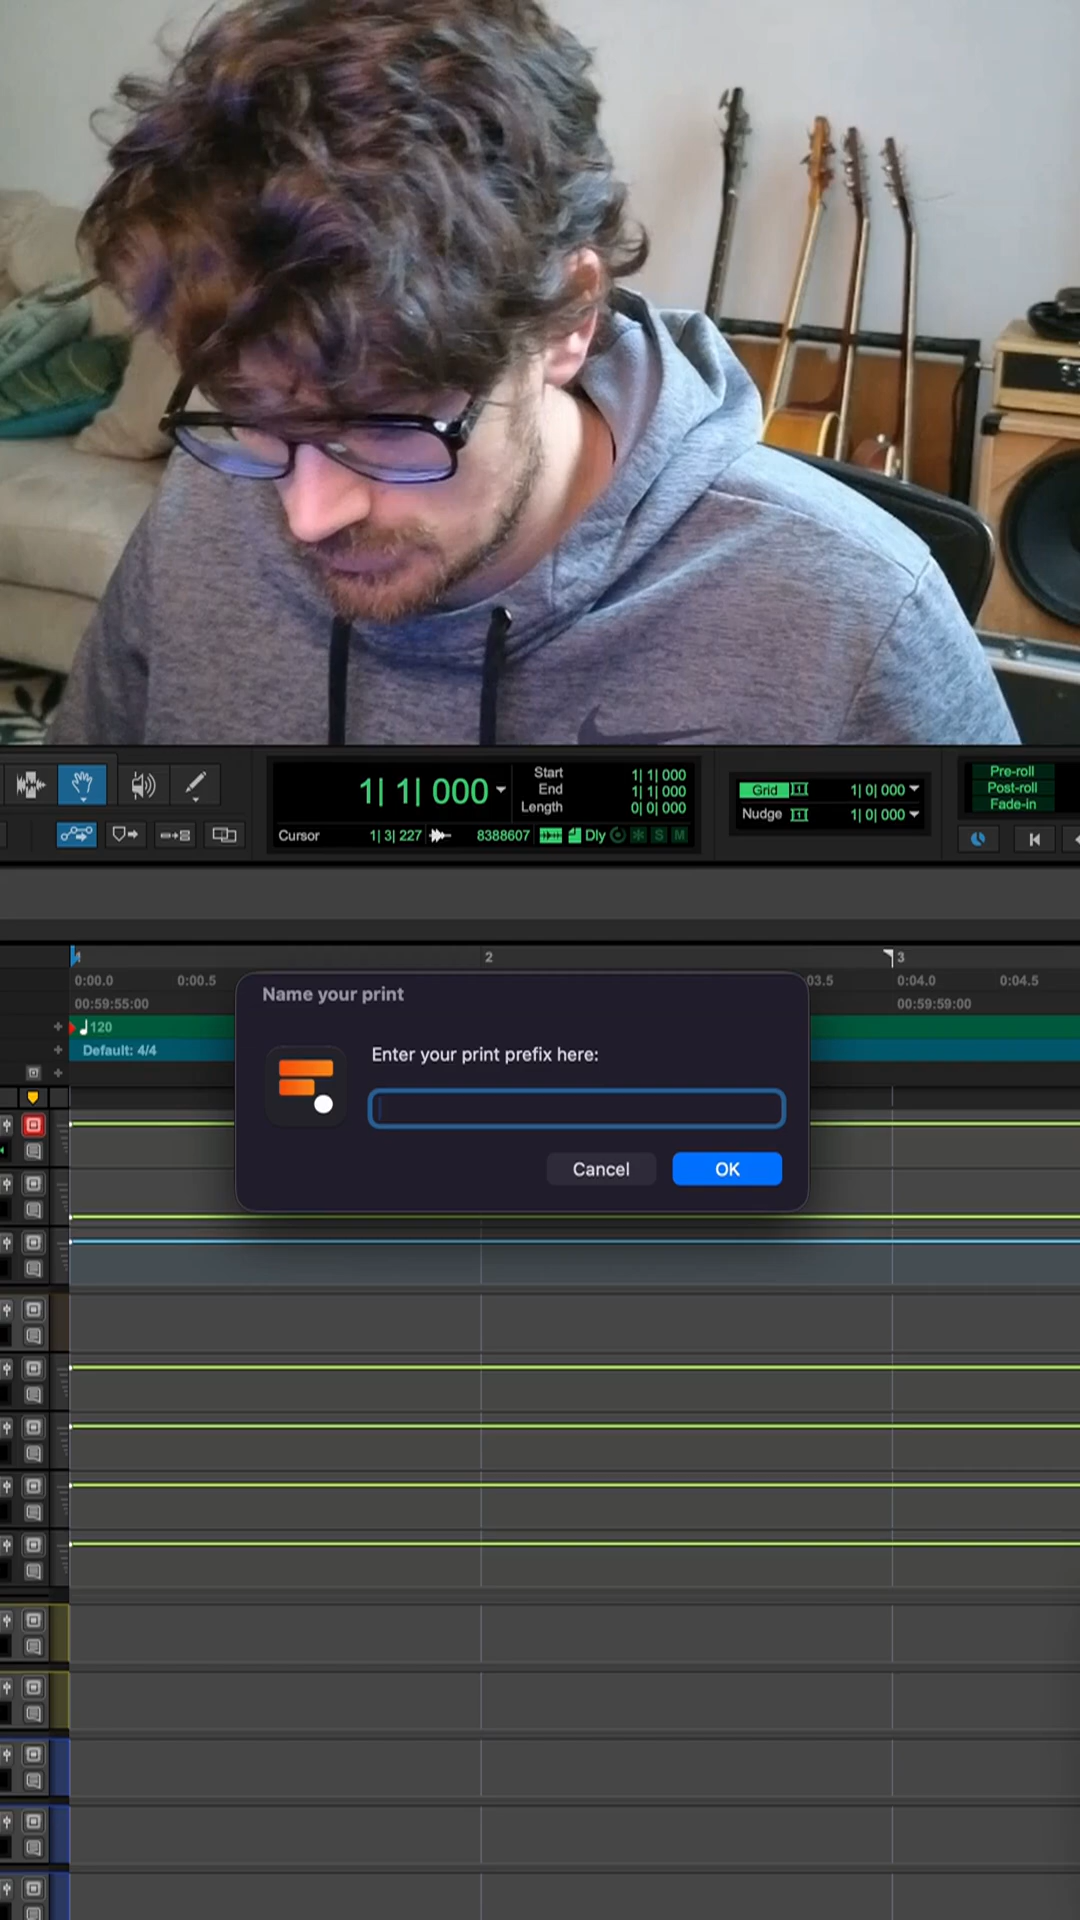 1| 1| 000
Start 1| 1| 000
End 1| 1| 000
Length 0| 0| 000
Cursor 1| 3| 227 8388607 Dly S M
Grid 1| 0| 000
Nudge 1| 0| 000
Pre-roll
Post-roll
Fade-in
2 3
0:00.0 0:00.5 03.5 0:04.0 0:04.5
00:59:55:00 00:59:59:00
120
Default: 4/4
Name your print
Enter your print prefix here:
Cancel OK